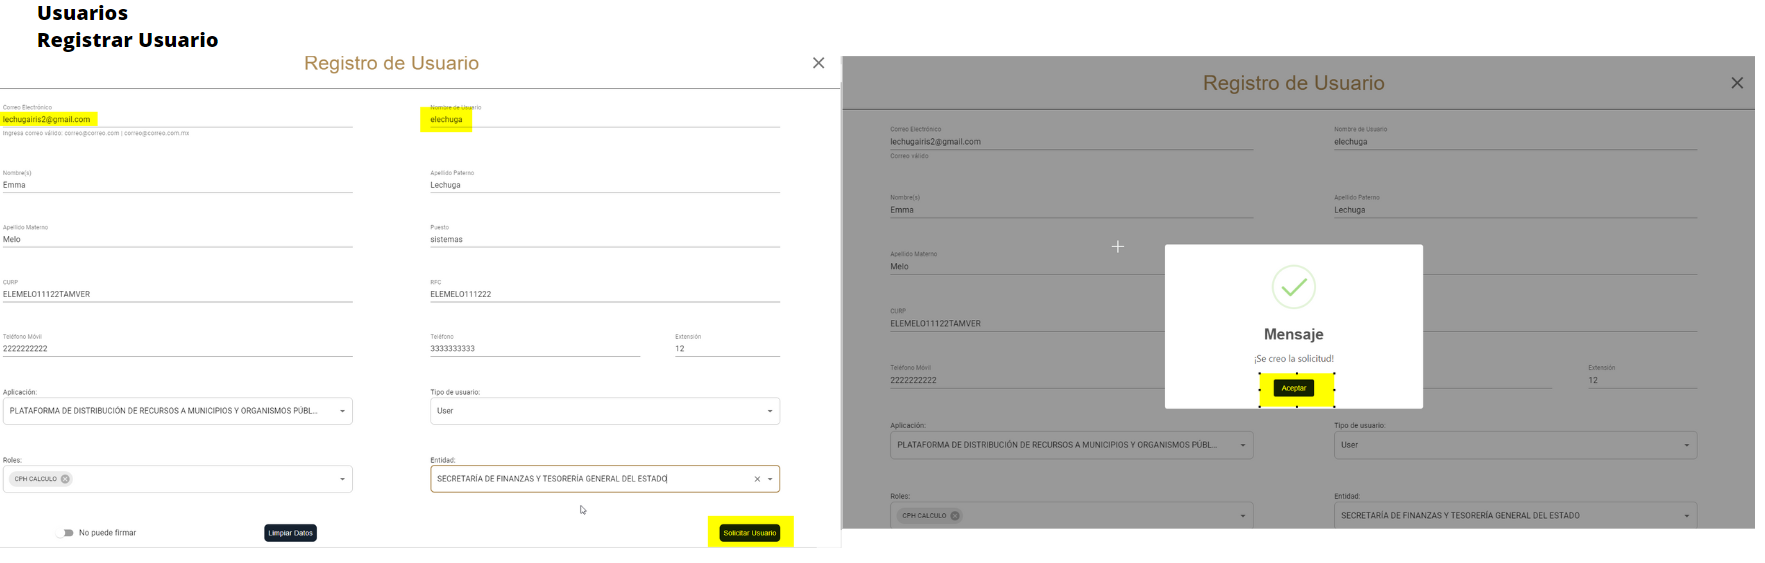 Usuarios
Registrar Usuario
Registro de Usuario
Correo Electrónico
lechugairis2@gmail.com
Ingresa correo válido: correo@correo.com | correo@correo.com.mx
Nombre de Usuario
elechuga
Nombre(s)
Emma
Apellido Paterno
Lechuga
Apellido Materno
Melo
Puesto
sistemas
CURP
ELEMELO11122TAMVER
RFC
ELEMELO111222
Teléfono Móvil
2222222222
Teléfono
3333333333
Extensión
12
Aplicación:
PLATAFORMA DE DISTRIBUCIÓN DE RECURSOS A MUNICIPIOS Y ORGANISMOS PÚBL...
Tipo de usuario:
User
Roles:
CPH CALCULO
Entidad:
SECRETARÍA DE FINANZAS Y TESORERÍA GENERAL DEL ESTADO
No puede firmar
Limpiar Datos
Solicitar Usuario
Registro de Usuario
Correo Electrónico
lechugairis2@gmail.com
Correo válido
Nombre de Usuario
elechuga
Nombre(s)
Emma
Apellido Paterno
Lechuga
Apellido Materno
Melo
CURP
ELEMELO11122TAMVER
Teléfono Móvil
2222222222
Extensión
12
Mensaje
¡Se creo la solicitud!
Aceptar
Aplicación:
PLATAFORMA DE DISTRIBUCIÓN DE RECURSOS A MUNICIPIOS Y ORGANISMOS PÚBL...
Tipo de usuario:
User
Roles:
CPH CALCULO
Entidad:
SECRETARÍA DE FINANZAS Y TESORERÍA GENERAL DEL ESTADO